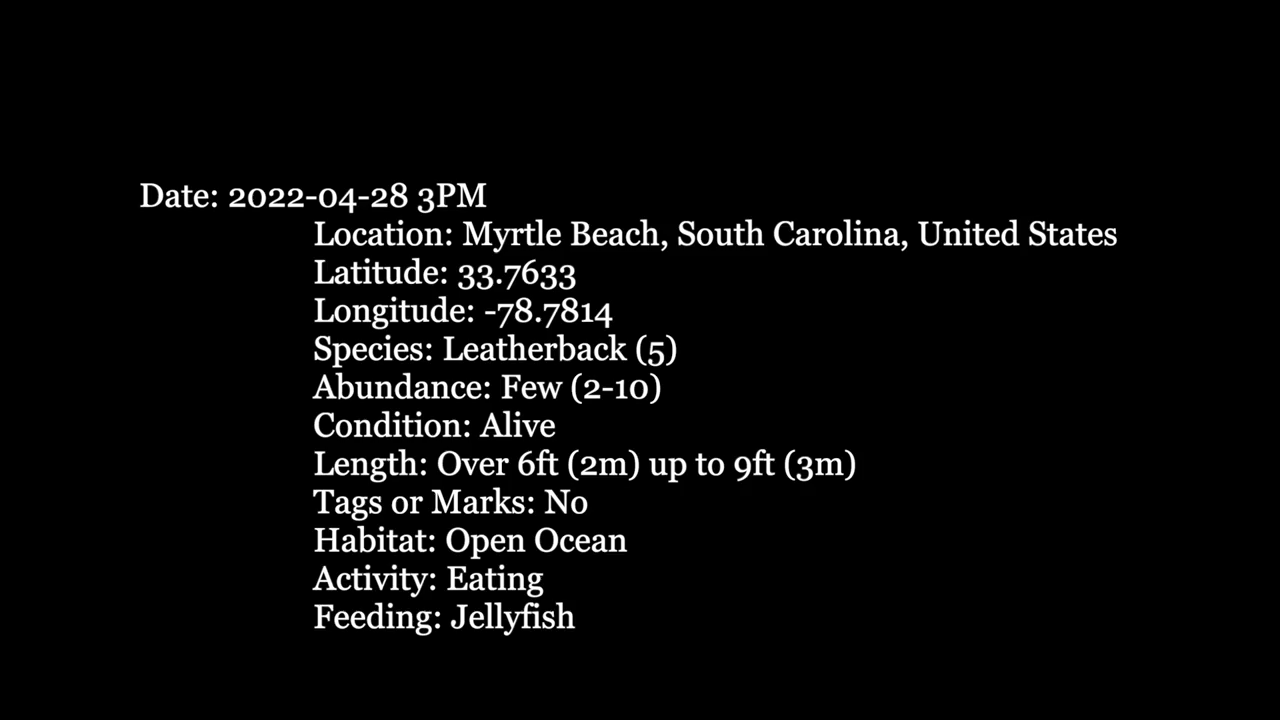 Date: 2022-04-28 3PM
Location: Myrtle Beach, South Carolina, United States
Latitude: 33.7633
Longitude: -78.7814
Species: Leatherback (5)
Abundance: Few (2-10)
Condition: Alive
Length: Over 6ft (2m) up to 9ft (3m)
Tags or Marks: No
Habitat: Open Ocean
Activity: Eating
Feeding: Jellyfish